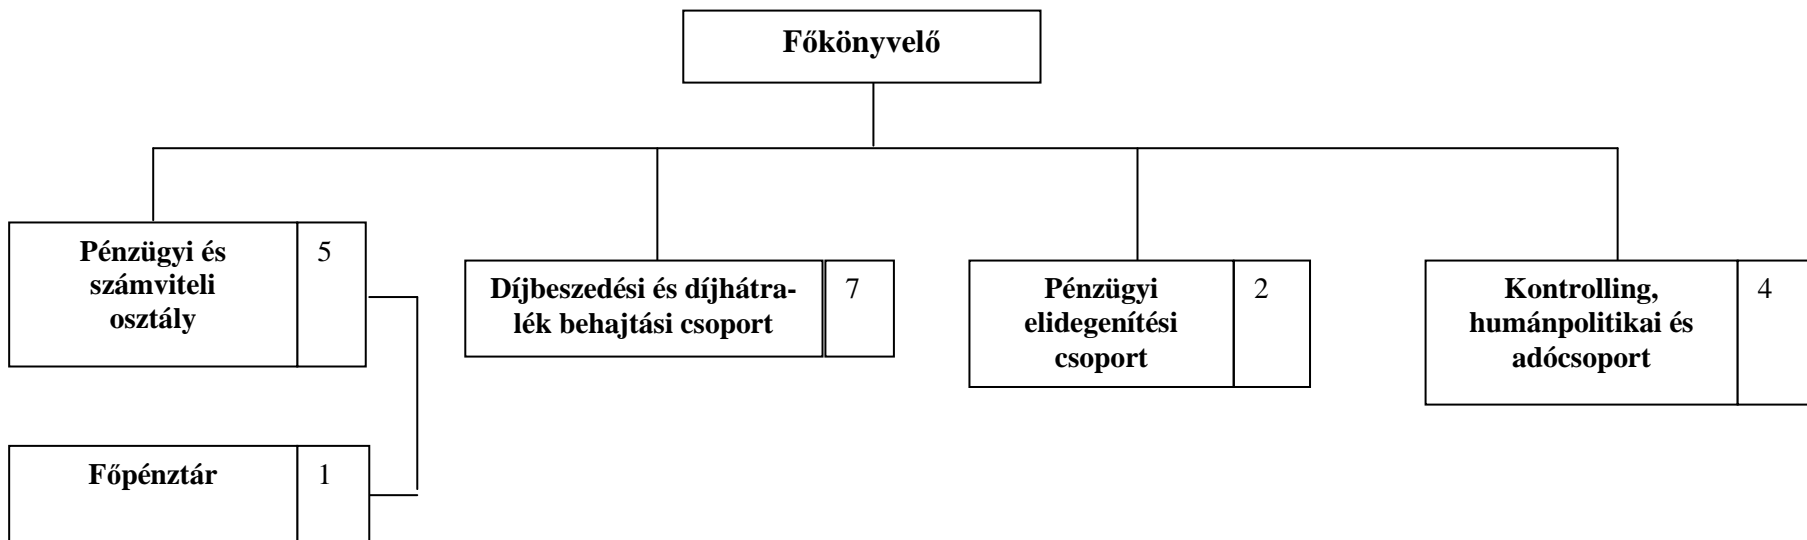 Főkönyvelő
Pénzügyi és
számviteli
osztály
5
Díjbeszedési és díjhátra-
lék behajtási csoport
7
Pénzügyi
elidegenítési
csoport
2
Kontrolling,
humánpolitikai és
adócsoport
4
Főpénztár
1